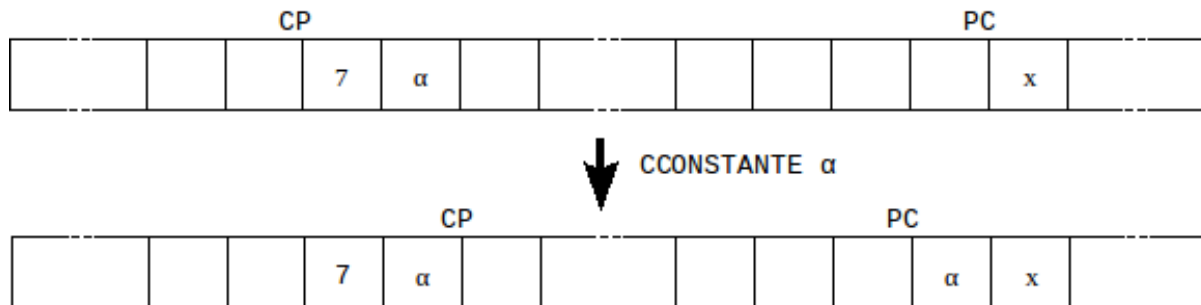 CP PC
7 α x
CCONSTANTE α
CP PC
7 α α x